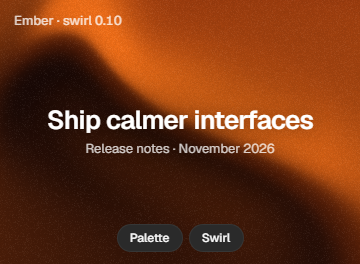 Ember · swirl 0.10
Ship calmer interfaces
Release notes · November 2026
Palette
Swirl